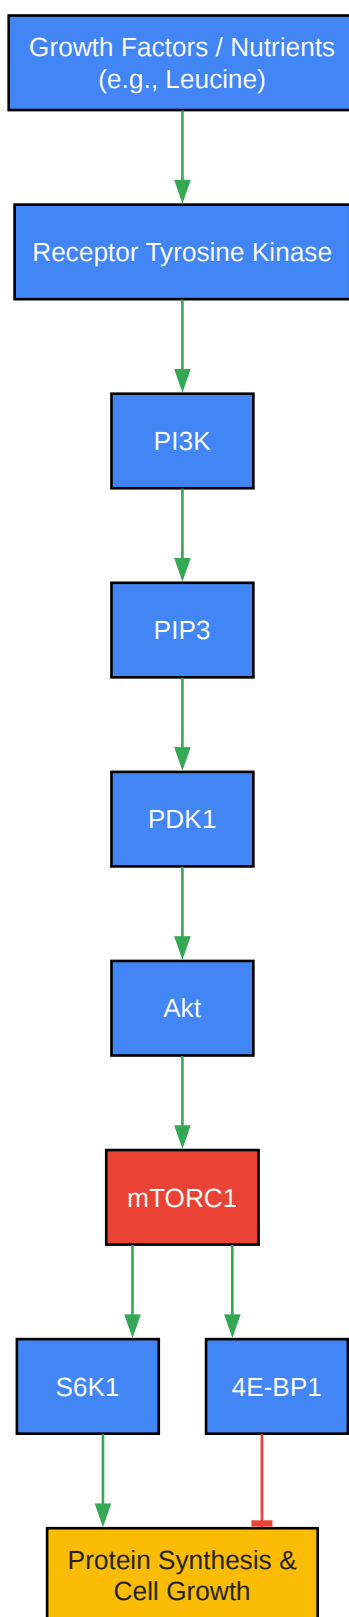 Growth Factors / Nutrients
(e.g., Leucine)
Receptor Tyrosine Kinase
PI3K
PIP3
PDK1
Akt
mTORC1
S6K1
4E-BP1
Protein Synthesis &
Cell Growth